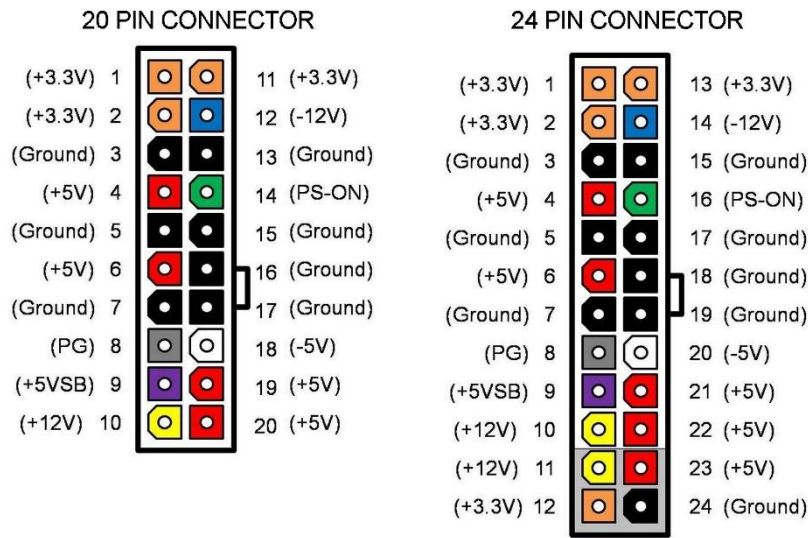 20 PIN CONNECTOR
(+3.3V) 1 11 (+3.3V)
(+3.3V) 2 12 (-12V)
(Ground) 3 13 (Ground)
(+5V) 4 14 (PS-ON)
(Ground) 5 15 (Ground)
(+5V) 6 16 (Ground)
(Ground) 7 17 (Ground)
(PG) 8 18 (-5V)
(+5VSB) 9 19 (+5V)
(+12V) 10 20 (+5V)
24 PIN CONNECTOR
(+3.3V) 1 13 (+3.3V)
(+3.3V) 2 14 (-12V)
(Ground) 3 15 (Ground)
(+5V) 4 16 (PS-ON)
(Ground) 5 17 (Ground)
(+5V) 6 18 (Ground)
(Ground) 7 19 (Ground)
(PG) 8 20 (-5V)
(+5VSB) 9 21 (+5V)
(+12V) 10 22 (+5V)
(+12V) 11 23 (+5V)
(+3.3V) 12 24 (Ground)